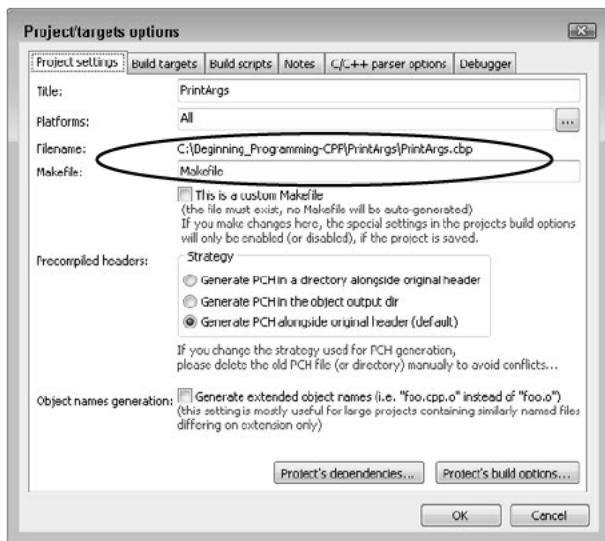 Project/targets options
Project settings Build targets Build scripts Notes C/C++ parser options Debugger
Title: PrintArgs
Platforms: All ...
Filename: C:\Beginning_Programming-CPP\PrintArgs\PrintArgs.cbp
Makefile: Makefile
This is a custom Makefile
(the file must exist, no Makefile will be auto-generated)
If you make changes here, the special settings in the projects build options
will only be enabled (or disabled), if the project is saved.
Precompiled headers: Strategy
Generate PCH in a directory alongside original header
Generate PCH in the object output dir
Generate PCH alongside original header (default)
If you change the strategy used for PCH generation,
please delete the old PCH file (or directory) manually to avoid conflicts...
Object names generation: Generate extended object names (i.e. "foo.cpp.o" instead of "foo.o")
(this setting is mostly useful for large projects containing similarly named files
differing on extension only)
Project's dependencies... Project's build options...
OK Cancel